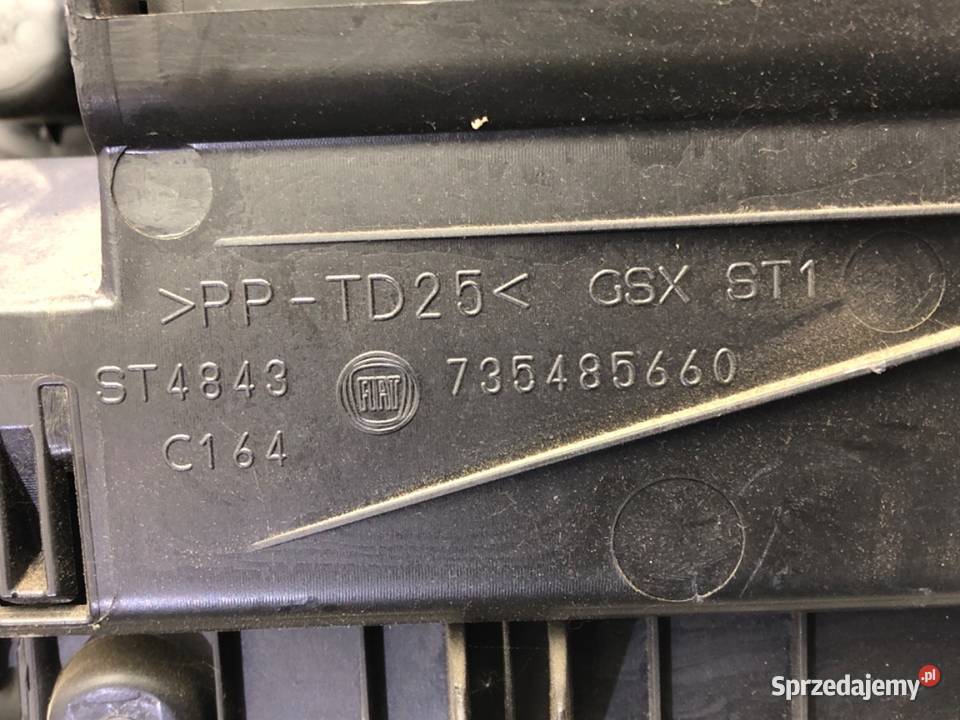 >PP-TD25< GSX ST1
ST4843 FIAT 735485660
C164
Sprzedajemy.pl